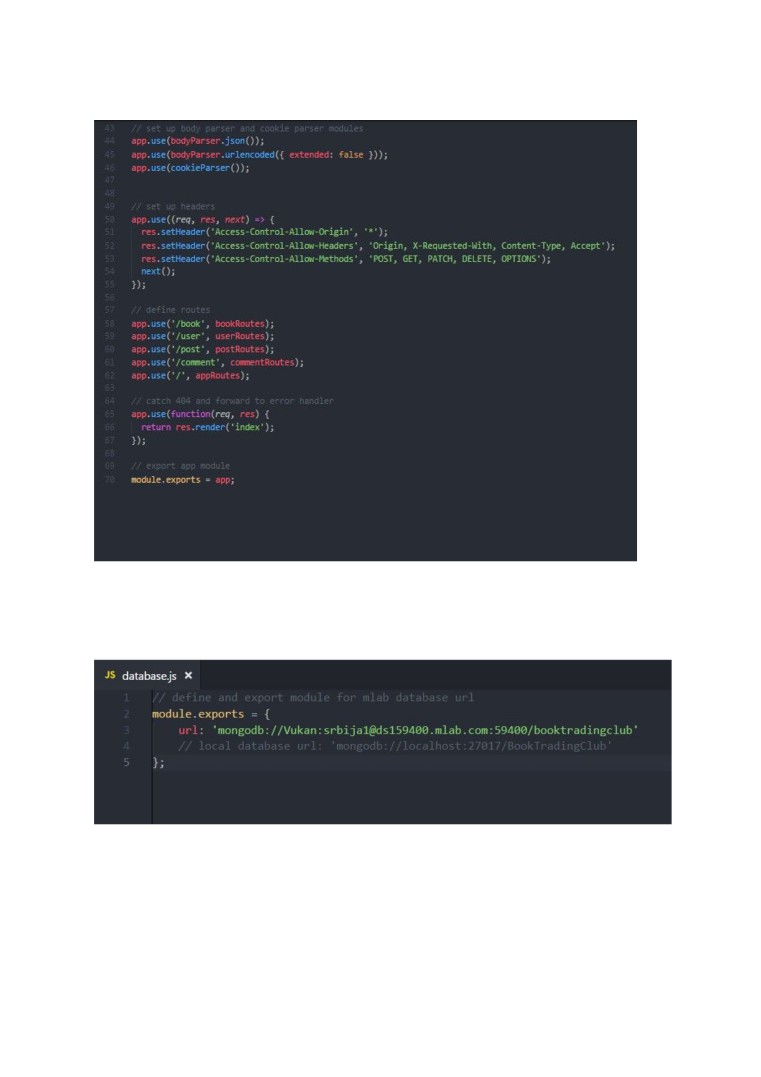 43 // set up body parser and cookie parser modules
44 app.use(bodyParser.json());
45 app.use(bodyParser.urlencoded({ extended: false }));
46 app.use(cookieParser());
47
48
49 // set up headers
50 app.use((req, res, next) => {
51 res.setHeader('Access-Control-Allow-Origin', '*');
52 res.setHeader('Access-Control-Allow-Headers', 'Origin, X-Requested-With, Content-Type, Accept');
53 res.setHeader('Access-Control-Allow-Methods', 'POST, GET, PATCH, DELETE, OPTIONS');
54 next();
55 });
56
57 // define routes
58 app.use('/book', bookRoutes);
59 app.use('/user', userRoutes);
60 app.use('/post', postRoutes);
61 app.use('/comment', commentRoutes);
62 app.use('/', appRoutes);
63
64 // catch 404 and forward to error handler
65 app.use(function(req, res) {
66 return res.render('index');
67 });
68
69 // export app module
70 module.exports = app;
JS database.js ×
1 // define and export module for mlab database url
2 module.exports = {
3 url: 'mongodb://Vukan:srbija1@ds159400.mlab.com:59400/booktradingclub'
4 // local database url: 'mongodb://localhost:27017/BookTradingClub'
5 };